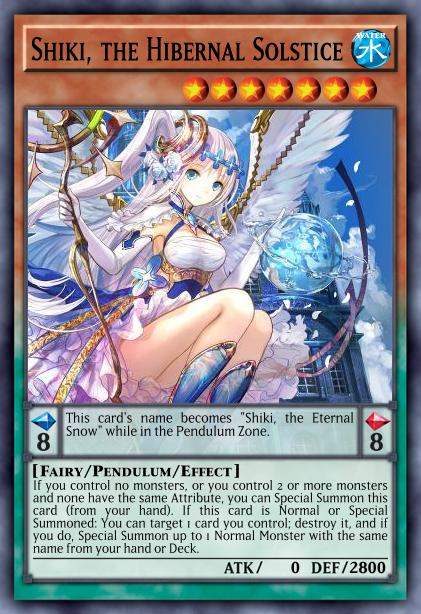 Shiki, the Hibernal Solstice
WATER
水
8
This card's name becomes "Shiki, the Eternal
Snow" while in the Pendulum Zone.
8
[Fairy/Pendulum/Effect]
If you control no monsters, or you control 2 or more monsters
and none have the same Attribute, you can Special Summon this
card (from your hand). If this card is Normal or Special
Summoned: You can target 1 card you control; destroy it, and if
you do, Special Summon up to 1 Normal Monster with the same
name from your hand or Deck.
ATK/ 0 DEF/2800